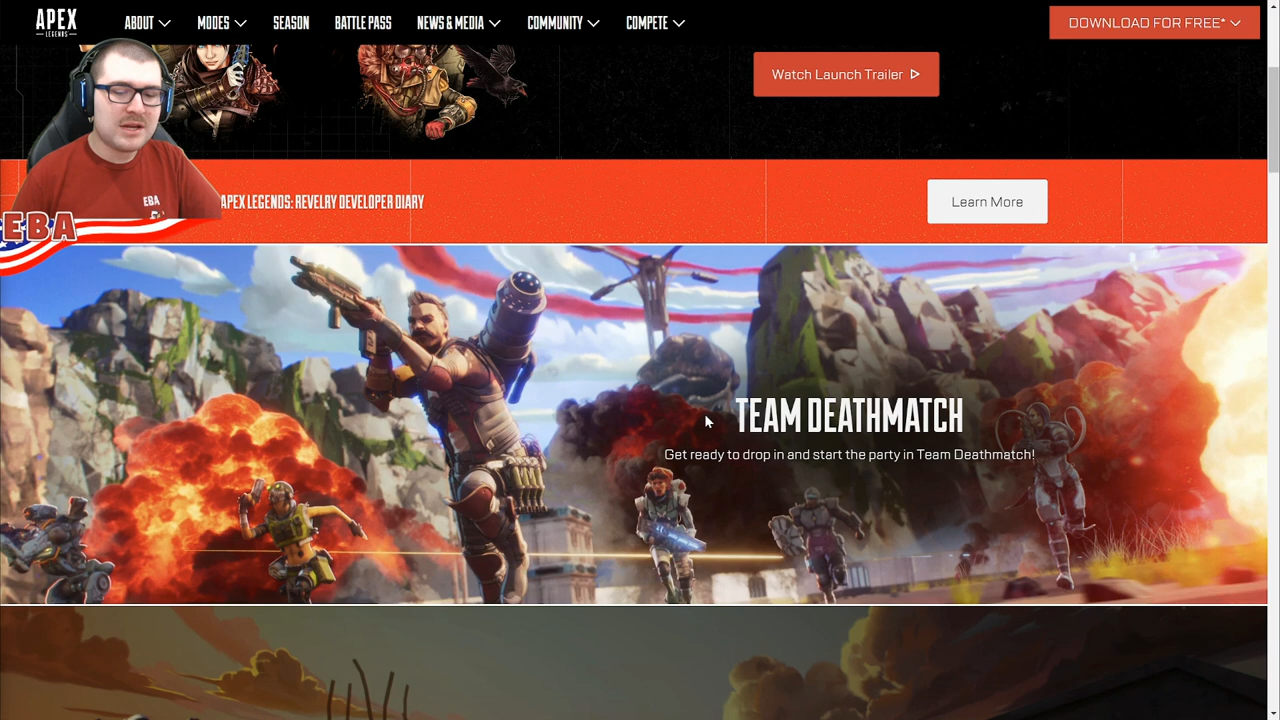 APEX
LEGENDS
ABOUT
MODES
SEASON
BATTLE PASS
NEWS & MEDIA
COMMUNITY
COMPETE
DOWNLOAD FOR FREE*
Watch Launch Trailer
EBA
EBA
APEX LEGENDS: REVELRY DEVELOPER DIARY
Learn More
TEAM DEATHMATCH
Get ready to drop in and start the party in Team Deathmatch!